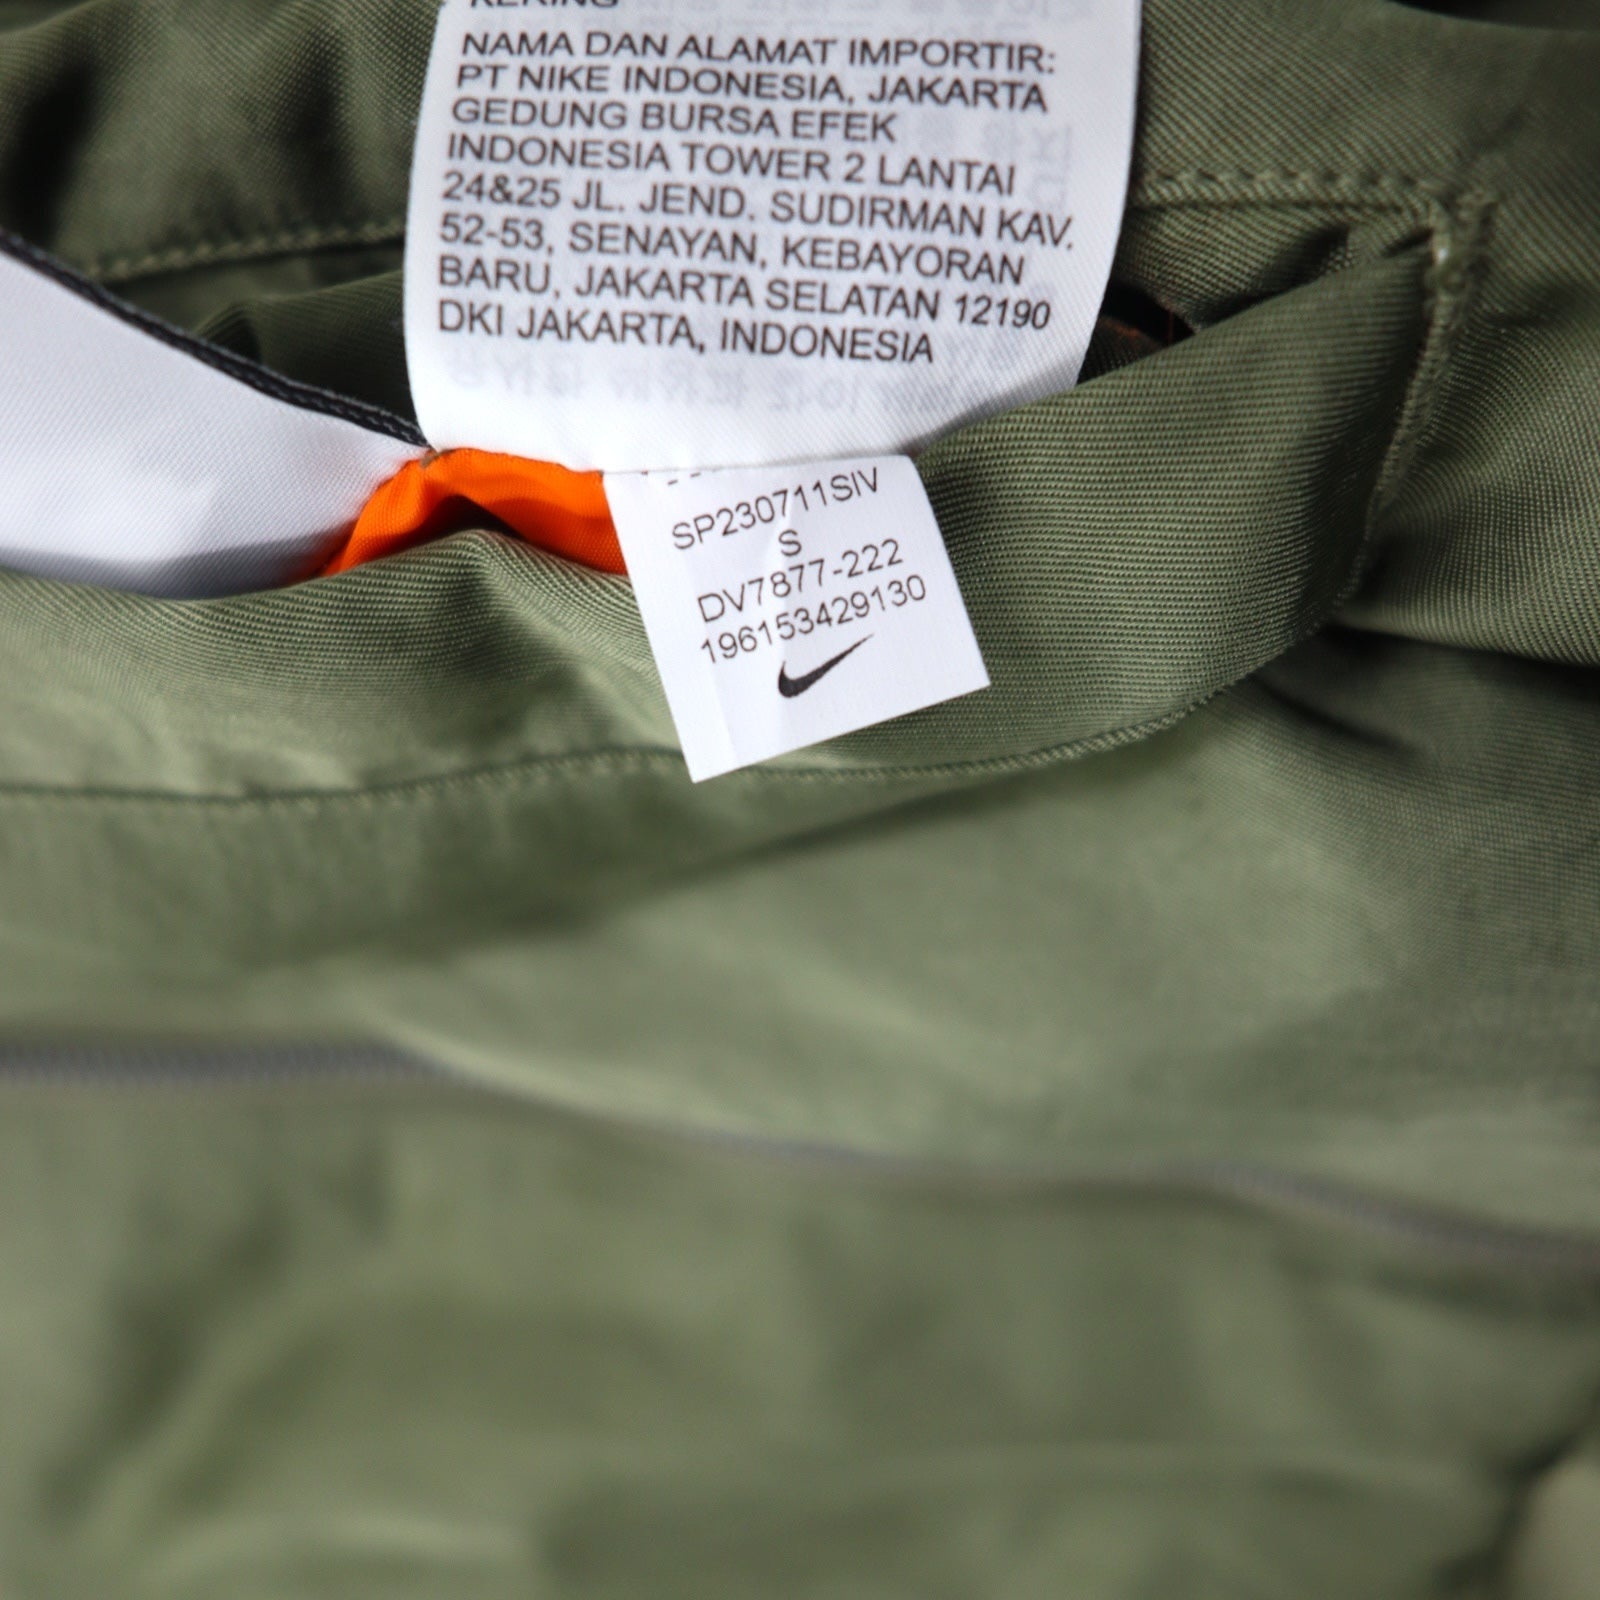 KERING
NAMA DAN ALAMAT IMPORTIR:
PT NIKE INDONESIA, JAKARTA
GEDUNG BURSA EFEK
INDONESIA TOWER 2 LANTAI
24&25 JL. JEND. SUDIRMAN KAV.
52-53, SENAYAN, KEBAYORAN
BARU, JAKARTA SELATAN 12190
DKI JAKARTA, INDONESIA
SP230711SIV
S
DV7877-222
196153429130